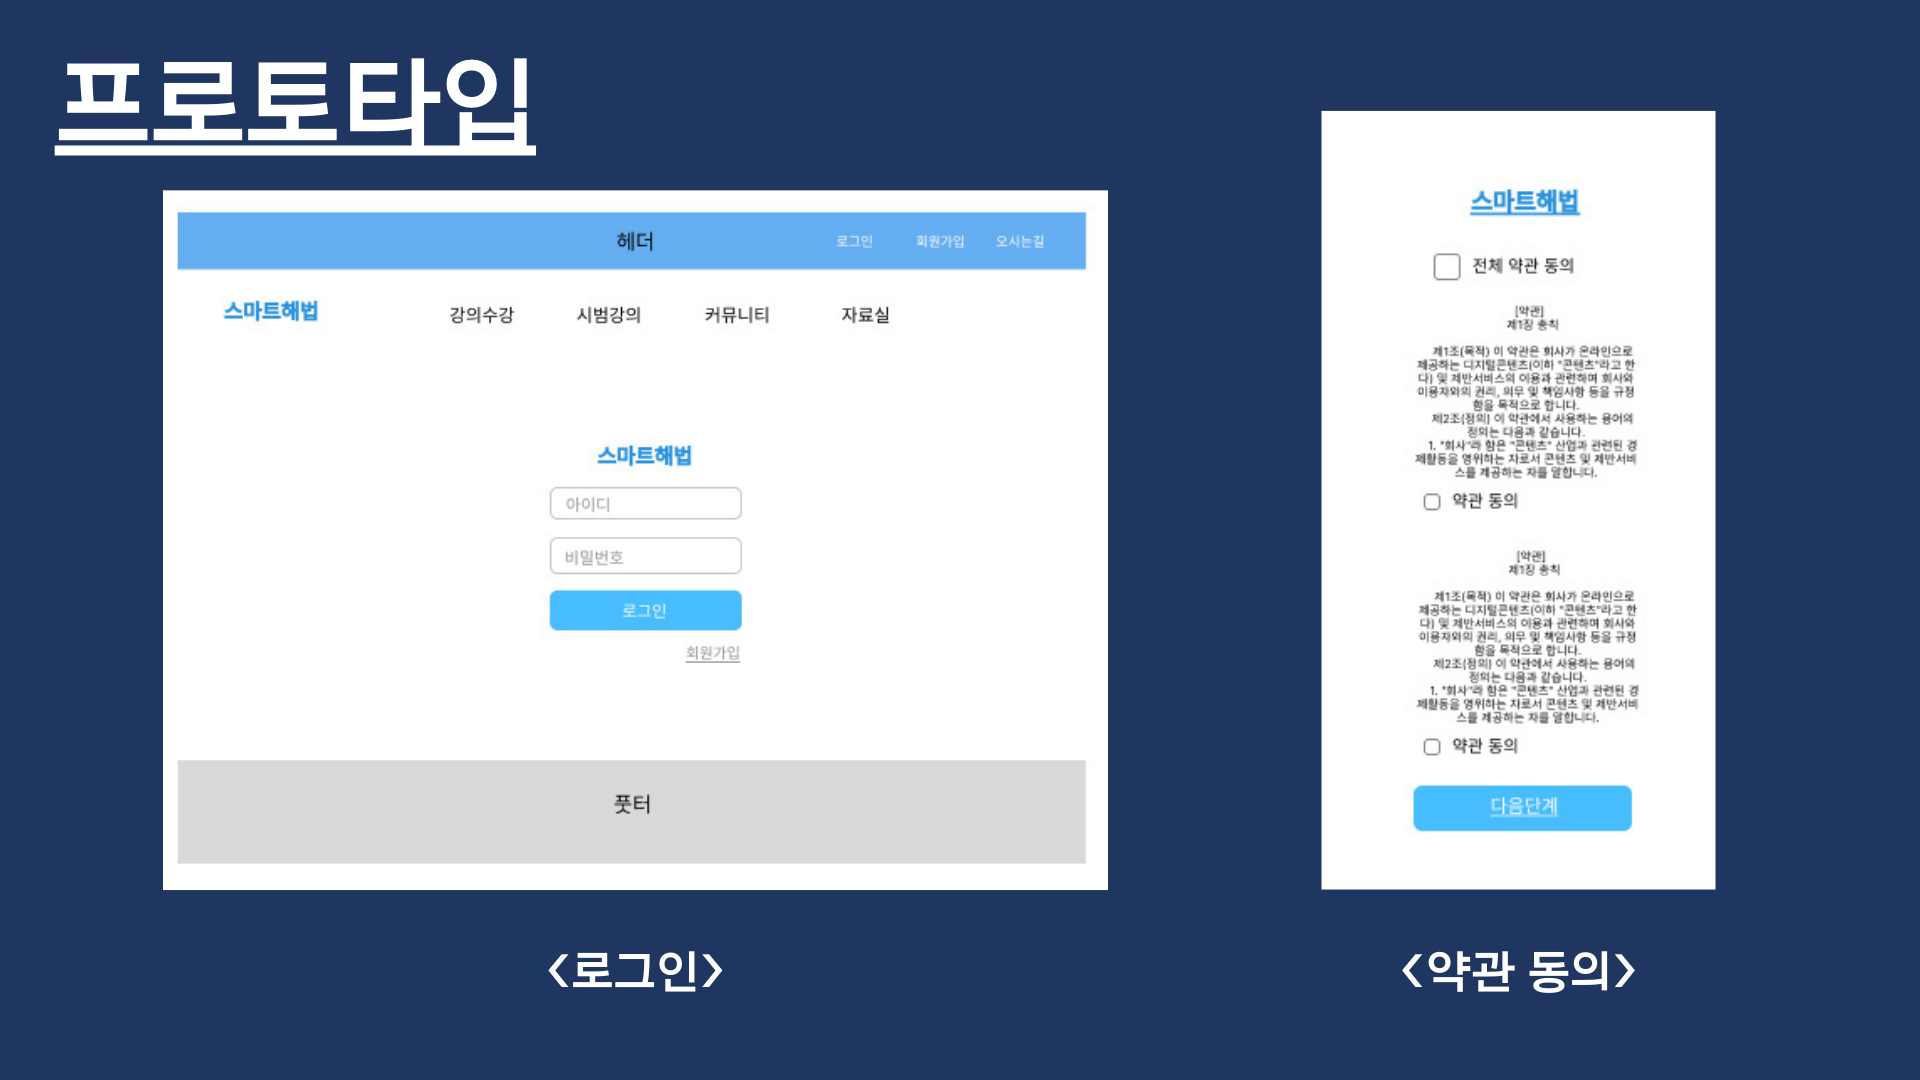 프로토타입
헤더
로그인 회원가입 오시는길
스마트해법
강의수강 시범강의 커뮤니티 자료실
스마트해법
아이디
비밀번호
로그인
회원가입
풋터
<로그인>
스마트해법
전체 약관 동의
[약관]
제1장 총칙
제1조(목적) 이 약관은 회사가 온라인으로
제공하는 디지털콘텐츠(이하 "콘텐츠"라고 한
다) 및 제반서비스의 이용과 관련하여 회사와
이용자와의 권리, 의무 및 책임사항 등을 규정
함을 목적으로 합니다.
제2조(정의) 이 약관에서 사용하는 용어의
정의는 다음과 같습니다.
1. "회사"라 함은 "콘텐츠" 산업과 관련된 경
제활동을 영위하는 자로서 콘텐츠 및 제반서비
스를 제공하는 자를 말합니다.
약관 동의
[약관]
제1장 총칙
제1조(목적) 이 약관은 회사가 온라인으로
제공하는 디지털콘텐츠(이하 "콘텐츠"라고 한
다) 및 제반서비스의 이용과 관련하여 회사와
이용자와의 권리, 의무 및 책임사항 등을 규정
함을 목적으로 합니다.
제2조(정의) 이 약관에서 사용하는 용어의
정의는 다음과 같습니다.
1. "회사"라 함은 "콘텐츠" 산업과 관련된 경
제활동을 영위하는 자로서 콘텐츠 및 제반서비
스를 제공하는 자를 말합니다.
약관 동의
다음단계
<약관 동의>